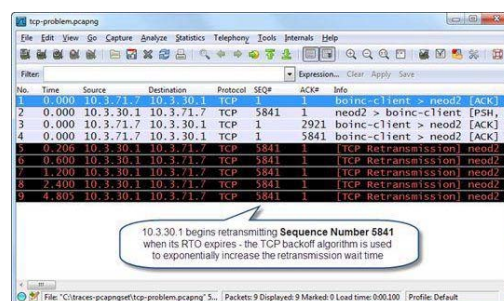 tcp-problem.pcapng
File Edit View Go Capture Analyze Statistics Telephony Tools Internals Help
Filter: Expression... Clear Apply Save
No. Time Source Destination Protocol SEQ# ACK# Info
1 0.000 10.3.71.7 10.3.30.1 TCP 1 1 boinc-client > neod2 [ACK]
2 0.000 10.3.30.1 10.3.71.7 TCP 5841 1 neod2 > boinc-client [PSH,
3 0.000 10.3.71.7 10.3.30.1 TCP 1 2921 boinc-client > neod2 [ACK]
4 0.000 10.3.71.7 10.3.30.1 TCP 1 5841 boinc-client > neod2 [ACK]
5 0.206 10.3.30.1 10.3.71.7 TCP 5841 1 [TCP Retransmission] neod2
6 0.600 10.3.30.1 10.3.71.7 TCP 5841 1 [TCP Retransmission] neod2
7 1.200 10.3.30.1 10.3.71.7 TCP 5841 1 [TCP Retransmission] neod2
8 2.400 10.3.30.1 10.3.71.7 TCP 5841 1 [TCP Retransmission] neod2
9 4.805 10.3.30.1 10.3.71.7 TCP 5841 1 [TCP Retransmission] neod2
10.3.30.1 begins retransmitting Sequence Number 5841
when its RTO expires - the TCP backoff algorithm is used
to exponentially increase the retransmission wait time
File: "C:\traces-pcapngset\tcp-problem.pcapng" 5... Packets: 9 Displayed: 9 Marked: 0 Load time: 0:00.100 Profile: Default